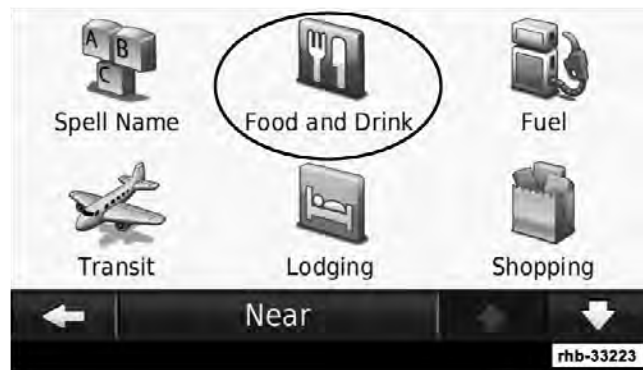 A B C
Spell Name
Food and Drink
Fuel
Transit
Lodging
Shopping
Near
rhb-33223